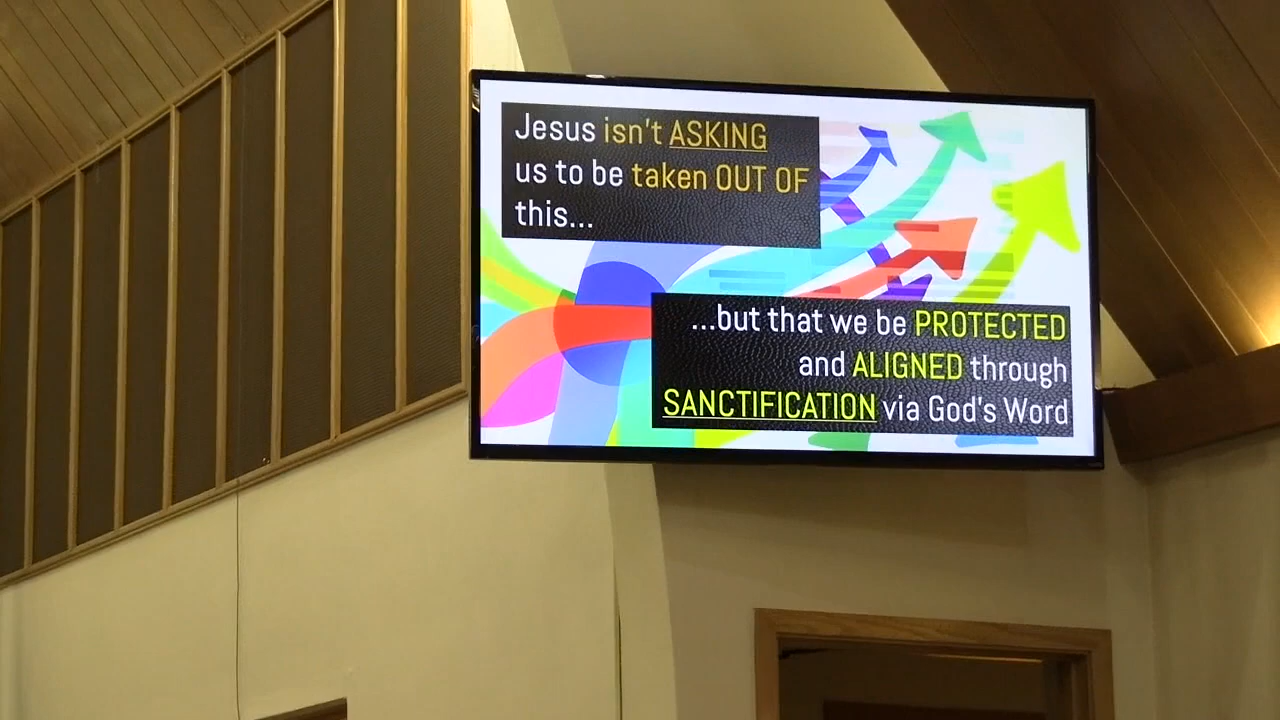 Jesus isn't ASKING
us to be taken OUT OF
this...
...but that we be PROTECTED
and ALIGNED through
SANCTIFICATION via God's Word